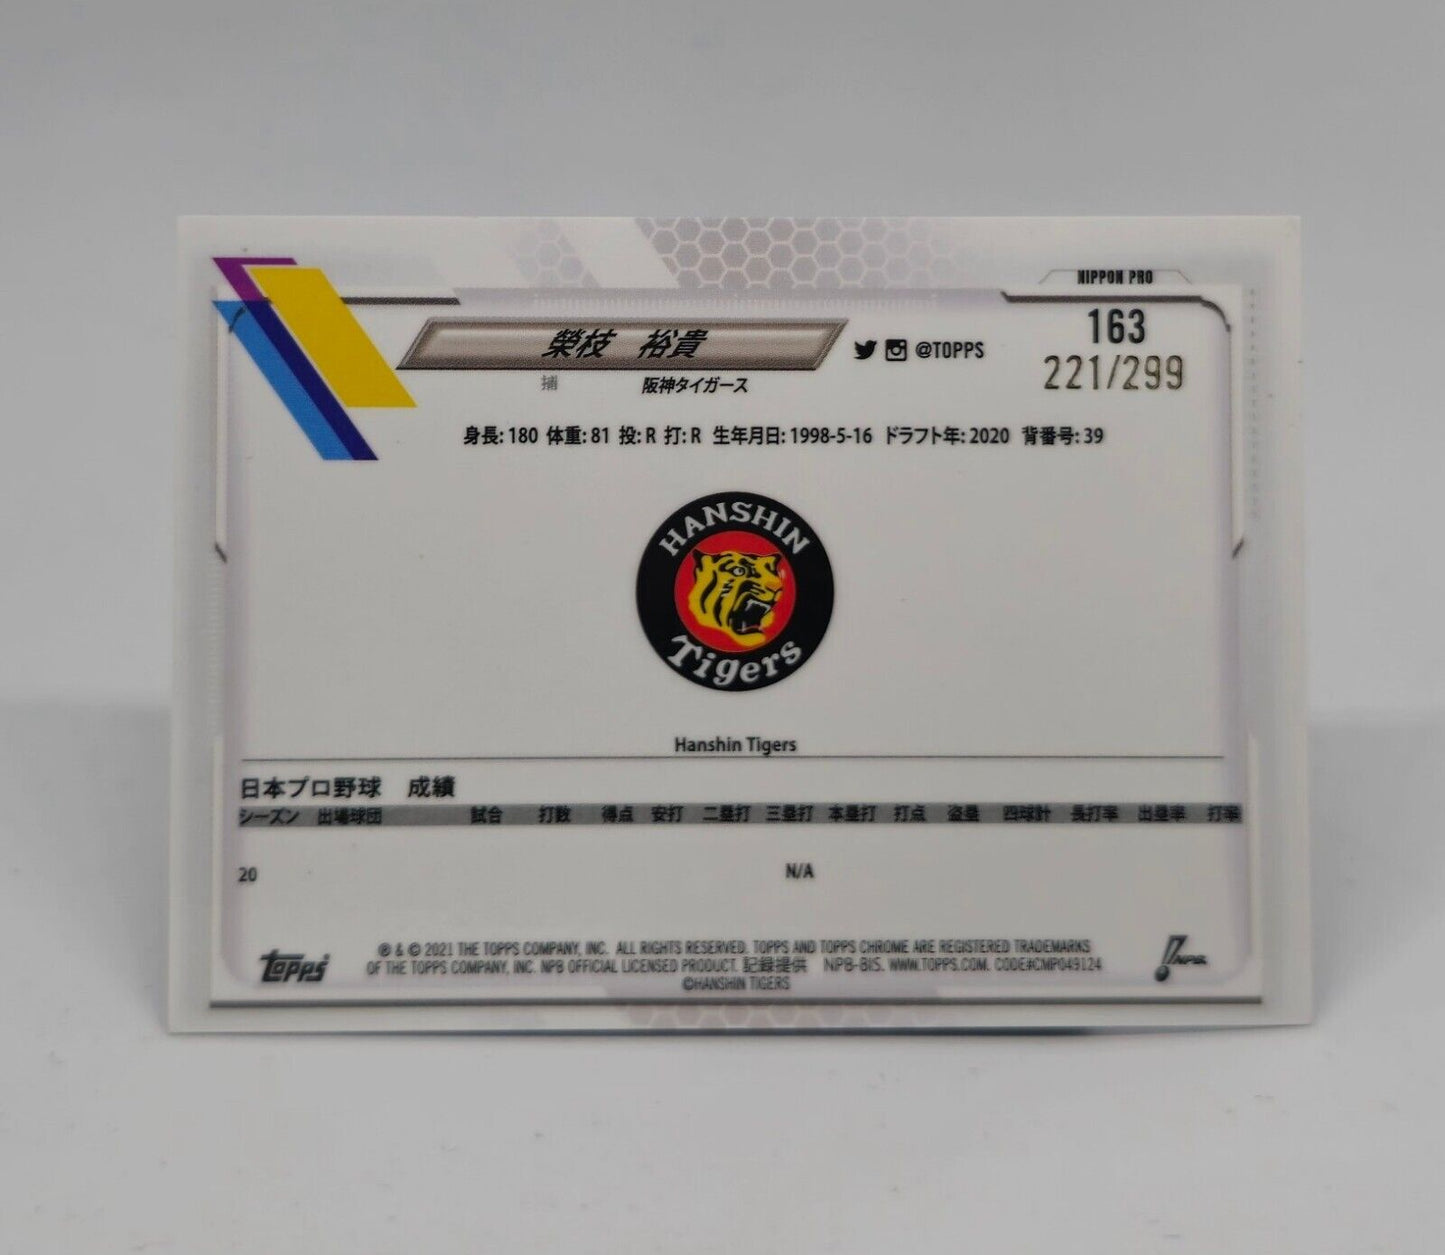 NIPPON PRO
163
榮枝 裕貴
@TOPPS
221/299
捕 阪神タイガース
身長: 180 体重: 81 投: R 打: R 生年月日: 1998-5-16 ドラフト年: 2020 背番号: 39
HANSHIN
Tigers
Hanshin Tigers
日本プロ野球 成績
シーズン 出場球団 試合 打数 得点 安打 二塁打 三塁打 本塁打 打点 盗塁 四球計 長打率 出塁率 打率
20 N/A
topps
® & © 2021 THE TOPPS COMPANY, INC. ALL RIGHTS RESERVED. TOPPS AND TOPPS CHROME ARE REGISTERED TRADEMARKS
OF THE TOPPS COMPANY, INC. NPB OFFICIAL LICENSED PRODUCT. 記録提供 NPB-BIS. WWW.TOPPS.COM. CODE#CMP049124
©HANSHIN TIGERS
NPB